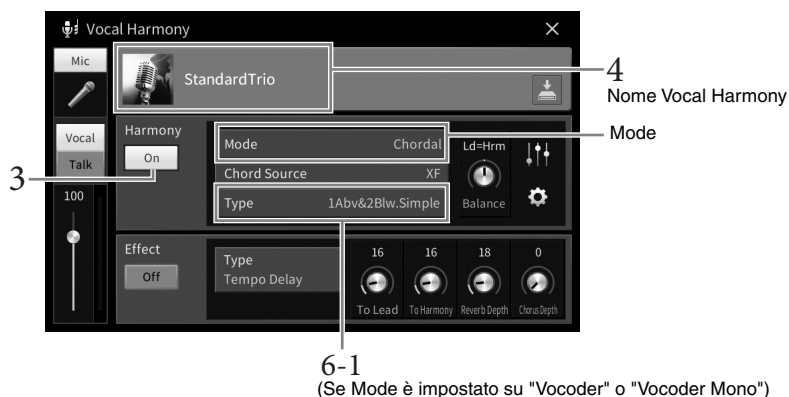 Vocal Harmony
Mic
StandardTrio
4
Nome Vocal Harmony
Vocal
Talk
100
Harmony
On
3
Mode Chordal
Mode
Chord Source XF
Type 1Abv&2Blw.Simple
Ld=Hrm
Balance
Effect
Off
Type
Tempo Delay
16 16 18 0
To Lead To Harmony Reverb Depth Chorus Depth
6-1
(Se Mode è impostato su "Vocoder" o "Vocoder Mono")